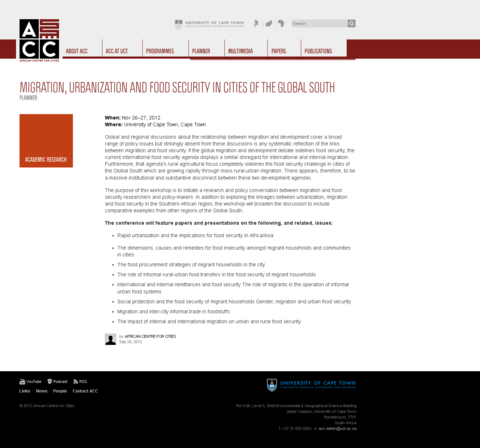 UNIVERSITY OF CAPE TOWN
Search
ACC
ABOUT ACC
ACC AT UCT
PROGRAMMES
PLANNER
MULTIMEDIA
PAPERS
PUBLICATIONS
MIGRATION, URBANIZATION AND FOOD SECURITY IN CITIES OF THE GLOBAL SOUTH
PLANNER
ACADEMIC RESEARCH
When: Nov 26–27, 2012
Where: University of Cape Town, Cape Town
Global and regional discussions about the relationship between migration and development cover a broad
range of policy issues but strikingly absent from these discussions is any systematic reflection of the links
between migration and food security. If the global migration and development debate sidelines food security, the
current international food security agenda displays a similar disregard for international and internal migration.
Furthermore, that agenda's rural and agricultural focus completely sidesteps the food security challenge in cities of
the Global South which are growing rapidly through mass rural-urban migration. There appears, therefore, to be
a massive institutional and substantive disconnect between these two development agendas.
The purpose of this workshop is to initiate a research and policy conversation between migration and food
security researchers and policy-makers. In addition to exploring the linkages between urbanization, migration
and food security in the Southern African region, the workshop will broaden the discussion to include
comparative examples from other regions of the Global South.
The conference will feature papers and presentations on the following, and related, issues:
• Rapid urbanization and the implications for food security in Africa/Asia
• The dimensions, causes and remedies for food insecurity amongst migrant households and communities
in cities
• The food procurement strategies of migrant households in the city
• The role of informal rural-urban food transfers in the food security of migrant households
• International and internal remittances and food security The role of migrants in the operation of informal
urban food systems
• Social protection and the food security of migrant households Gender, migration and urban food security
• Migration and inter-city informal trade in foodstuffs
• The impact of internal and international migration on urban and rural food security
by AFRICAN CENTRE FOR CITIES
Sep 24, 2012
YouTube
Podcast
RSS
Links
News
People
Contact ACC
UNIVERSITY OF CAPE TOWN
© 2012 African Centre for Cities
Rm 2.08, Level 5, Shell Environmental & Geographical Science Building
Upper Campus, University of Cape Town
Rondebosch, 7701
South Africa